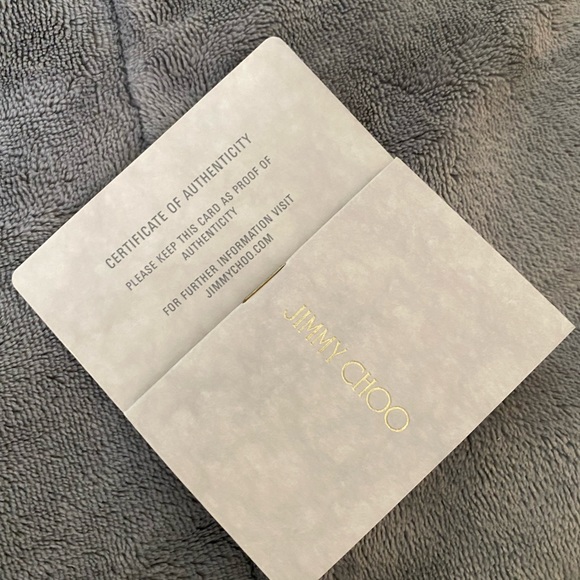 CERTIFICATE OF AUTHENTICITY
PLEASE KEEP THIS CARD AS PROOF OF
AUTHENTICITY
FOR FURTHER INFORMATION VISIT
JIMMYCHOO.COM
JIMMY CHOO